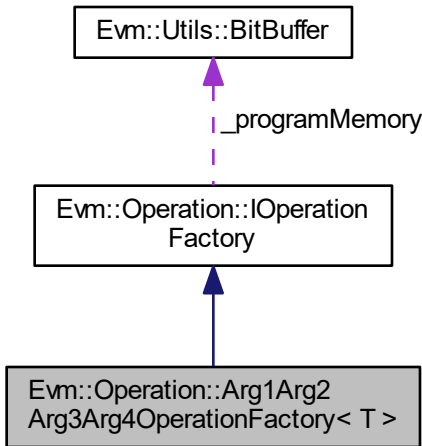 Evm::Utils::BitBuffer
_programMemory
Evm::Operation::IOperation
Factory
Evm::Operation::Arg1Arg2
Arg3Arg4OperationFactory< T >